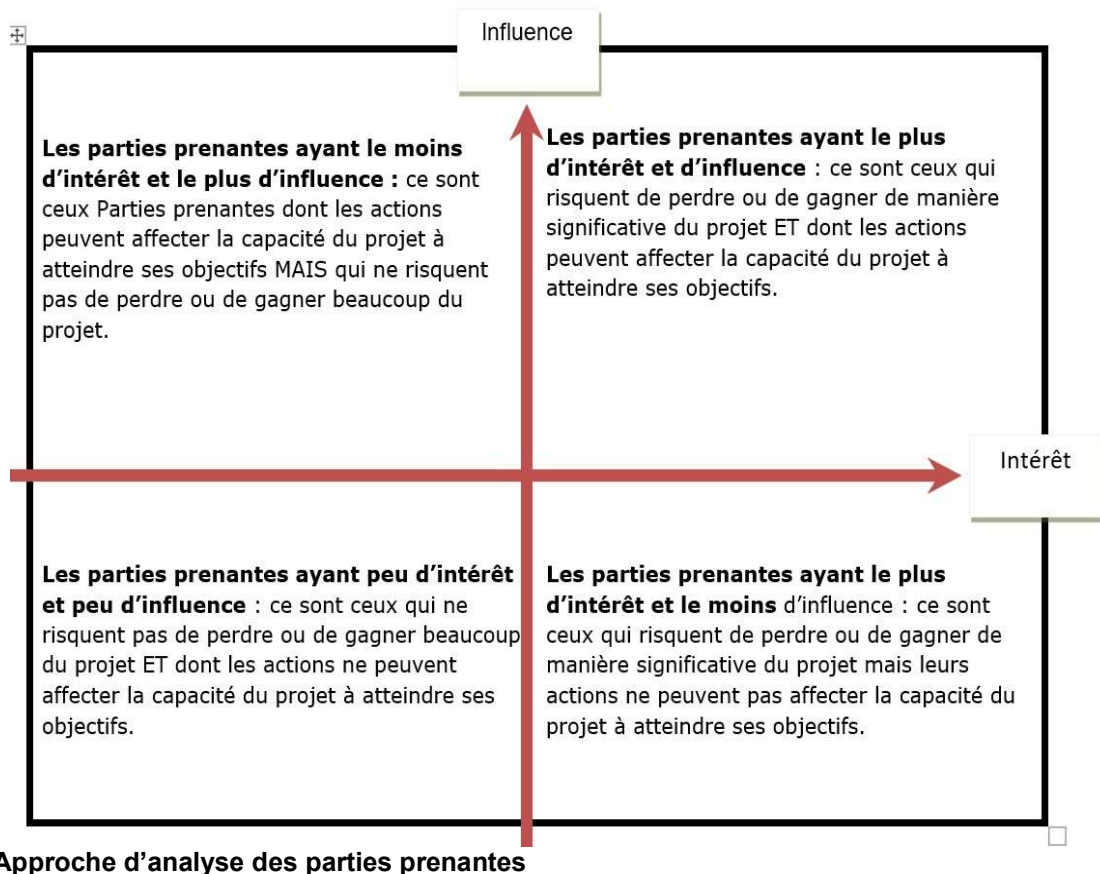 Influence
Les parties prenantes ayant le moins
d’intérêt et le plus d’influence : ce sont
ceux Parties prenantes dont les actions
peuvent affecter la capacité du projet à
atteindre ses objectifs MAIS qui ne risquent
pas de perdre ou de gagner beaucoup du
projet.
Les parties prenantes ayant le plus
d’intérêt et d’influence : ce sont ceux qui
risquent de perdre ou de gagner de manière
significative du projet ET dont les actions
peuvent affecter la capacité du projet à
atteindre ses objectifs.
Intérêt
Les parties prenantes ayant peu d’intérêt
et peu d’influence : ce sont ceux qui ne
risquent pas de perdre ou de gagner beaucoup
du projet ET dont les actions ne peuvent
affecter la capacité du projet à atteindre ses
objectifs.
Les parties prenantes ayant le plus
d’intérêt et le moins d’influence : ce sont
ceux qui risquent de perdre ou de gagner de
manière significative du projet mais leurs
actions ne peuvent pas affecter la capacité du
projet à atteindre ses objectifs.
Approche d’analyse des parties prenantes